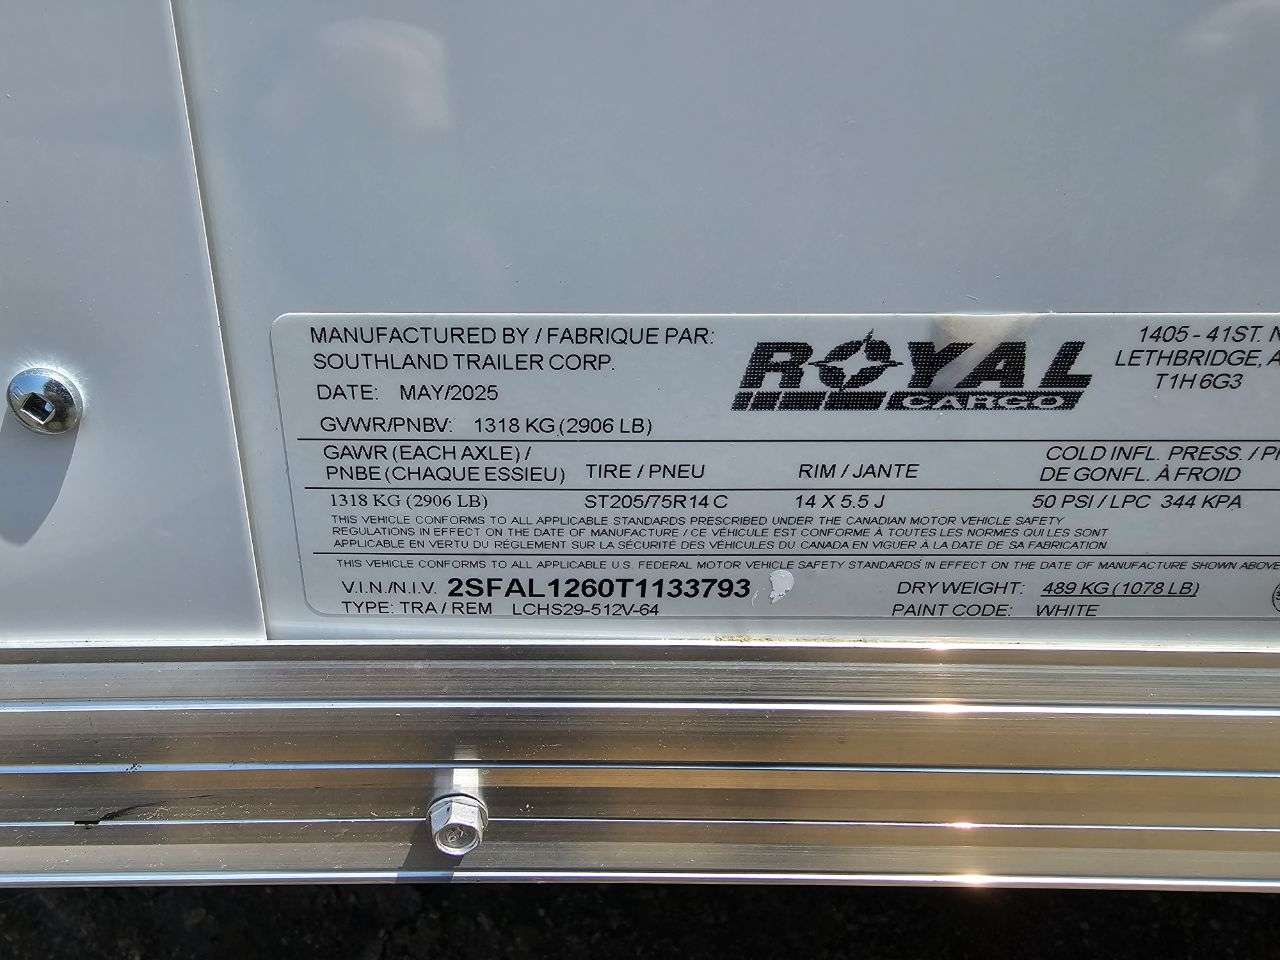 MANUFACTURED BY / FABRIQUE PAR:
SOUTHLAND TRAILER CORP.
DATE: MAY/2025
GVWR/PNBV: 1318 KG (2906 LB)
ROYAL
CARGO
1405 - 41ST. N
LETHBRIDGE, A
T1H 6G3
GAWR (EACH AXLE) /
PNBE (CHAQUE ESSIEU)
TIRE / PNEU
RIM / JANTE
COLD INFL. PRESS. / P
DE GONFL. À FROID
1318 KG (2906 LB) ST205/75R14 C 14 X 5.5 J 50 PSI / LPC 344 KPA
THIS VEHICLE CONFORMS TO ALL APPLICABLE STANDARDS PRESCRIBED UNDER THE CANADIAN MOTOR VEHICLE SAFETY
REGULATIONS IN EFFECT ON THE DATE OF MANUFACTURE / CE VÉHICULE EST CONFORME À TOUTES LES NORMES QUI LES SONT
APPLICABLE EN VERTU DU RÈGLEMENT SUR LA SÉCURITÉ DES VÉHICULES DU CANADA EN VIGUER À LA DATE DE SA FABRICATION
THIS VEHICLE CONFORMS TO ALL APPLICABLE U.S. FEDERAL MOTOR VEHICLE SAFETY STANDARDS IN EFFECT ON THE DATE OF MANUFACTURE SHOWN ABOVE
V.I.N./N.I.V. 2SFAL1260T1133793 DRY WEIGHT: 489 KG (1078 LB)
TYPE: TRA / REM LCHS29-512V-64 PAINT CODE: WHITE